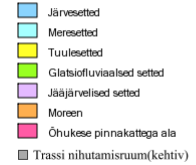 Järvesetted
Meresetted
Tuulesetted
Glatsiofluviaalsed setted
Jääjärvelised setted
Moreen
Õhukese pinnakattega ala
Trassi nihutamisruum(kehtiv)